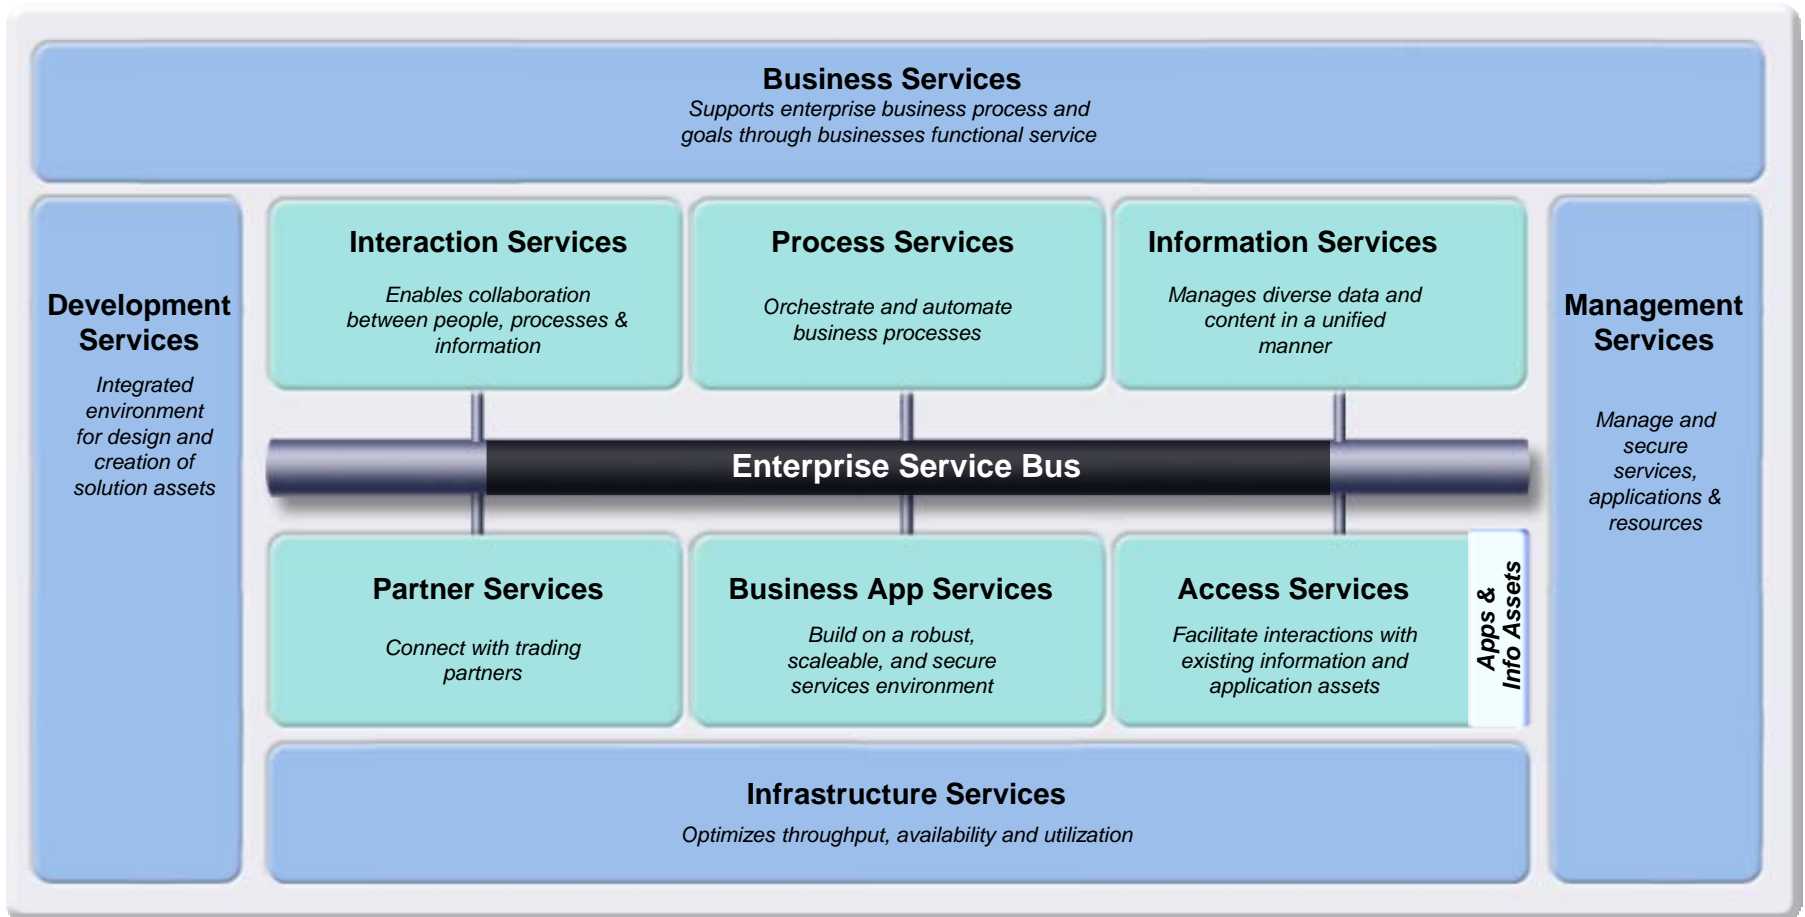 Business Services
Supports enterprise business process and
goals through businesses functional service
Development
Services
Integrated
environment
for design and
creation of
solution assets
Interaction Services
Enables collaboration
between people, processes &
information
Process Services
Orchestrate and automate
business processes
Information Services
Manages diverse data and
content in a unified
manner
Management
Services
Manage and
secure
services,
applications &
resources
Enterprise Service Bus
Partner Services
Connect with trading
partners
Business App Services
Build on a robust,
scaleable, and secure
services environment
Access Services
Facilitate interactions with
existing information and
application assets
Apps &
Info Assets
Infrastructure Services
Optimizes throughput, availability and utilization